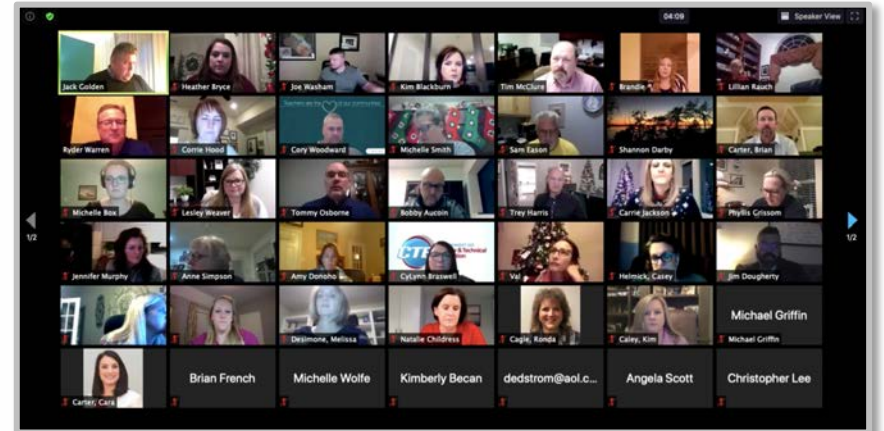 04:09
Speaker View
Jack Golden
Heather Bryce
Joe Washam
Kim Blackburn
Tim McClure
Brandie
Lillian Rauch
Ryder Warren
Corrie Hood
Cory Woodward
Michelle Smith
Sam Eason
Shannon Darby
Carter, Brian
Michelle Box
Lesley Weaver
Tommy Osborne
Bobby Aucoin
Trey Harris
Carrie Jackson
Phyllis Grissom
1/2
1/2
Jennifer Murphy
Anne Simpson
Amy Donoho
CTE
CyLynn Braswell
Val
Helmick, Casey
Jim Dougherty
Desimone, Melissa
Natalie Childress
Cagle, Ronda
Caley, Kim
Michael Griffin
Michael Griffin
Carter, Cara
Brian French
Michelle Wolfe
Kimberly Becan
dedstrom@aol.c...
Angela Scott
Christopher Lee